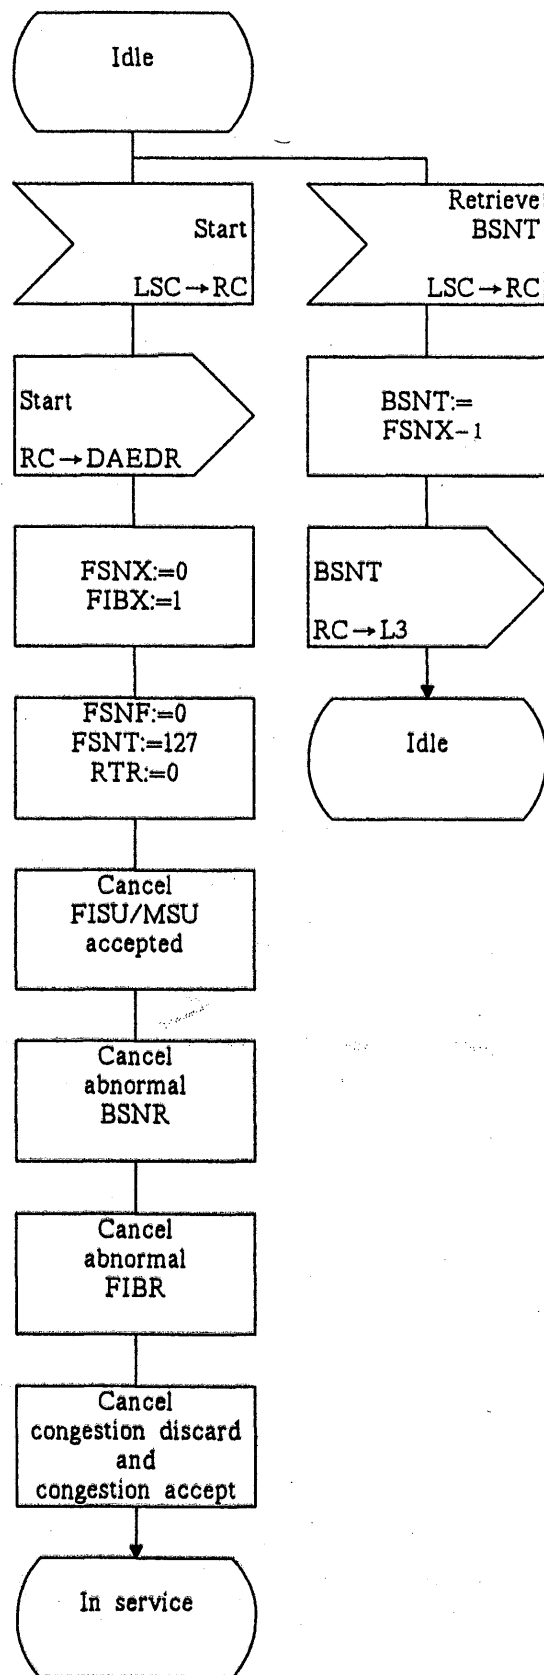 Idle
Start
LSC→RC
Start
RC→DAEDR
FSNX:=0
FIBX:=1
FSNF:=0
FSNT:=127
RTR:=0
Cancel
FISU/MSU
accepted
Cancel
abnormal
BSNR
Cancel
abnormal
FIBR
Cancel
congestion discard
and
congestion accept
In service
Retrieve
BSNT
LSC→RC
BSNT:=
FSNX-1
BSNT
RC→L3
Idle